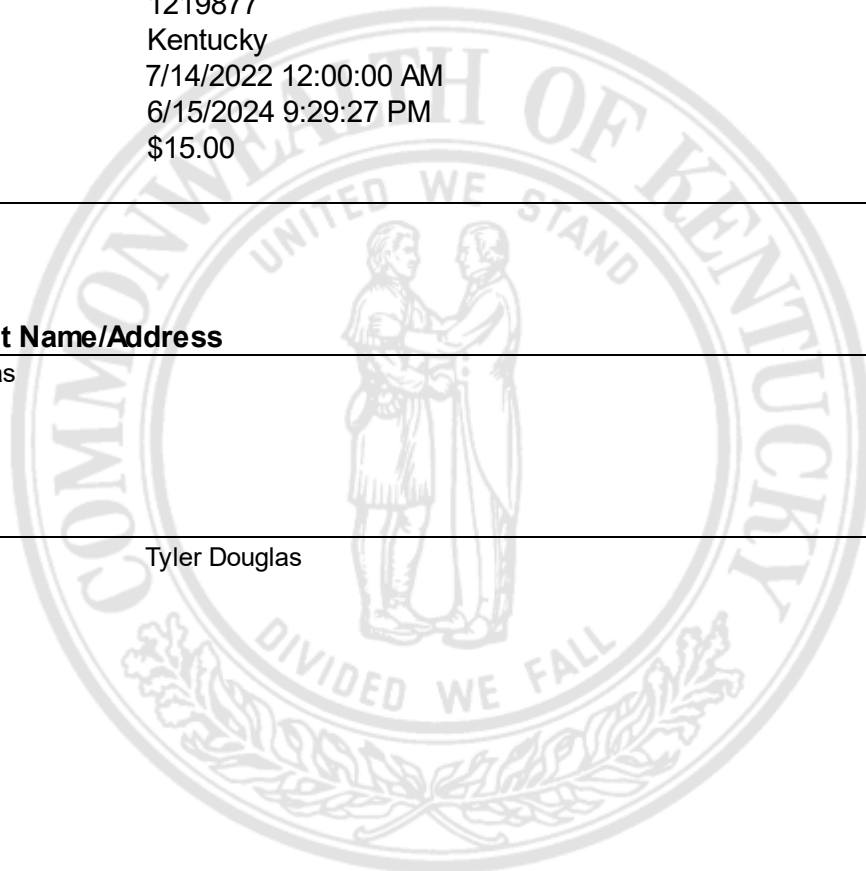 1219877
Kentucky
7/14/2022 12:00:00 AM
6/15/2024 9:29:27 PM
$15.00
COMMONWEALTH OF KENTUCKY
UNITED WE STAND
t Name/Address
as
Tyler Douglas
DIVIDED WE FALL